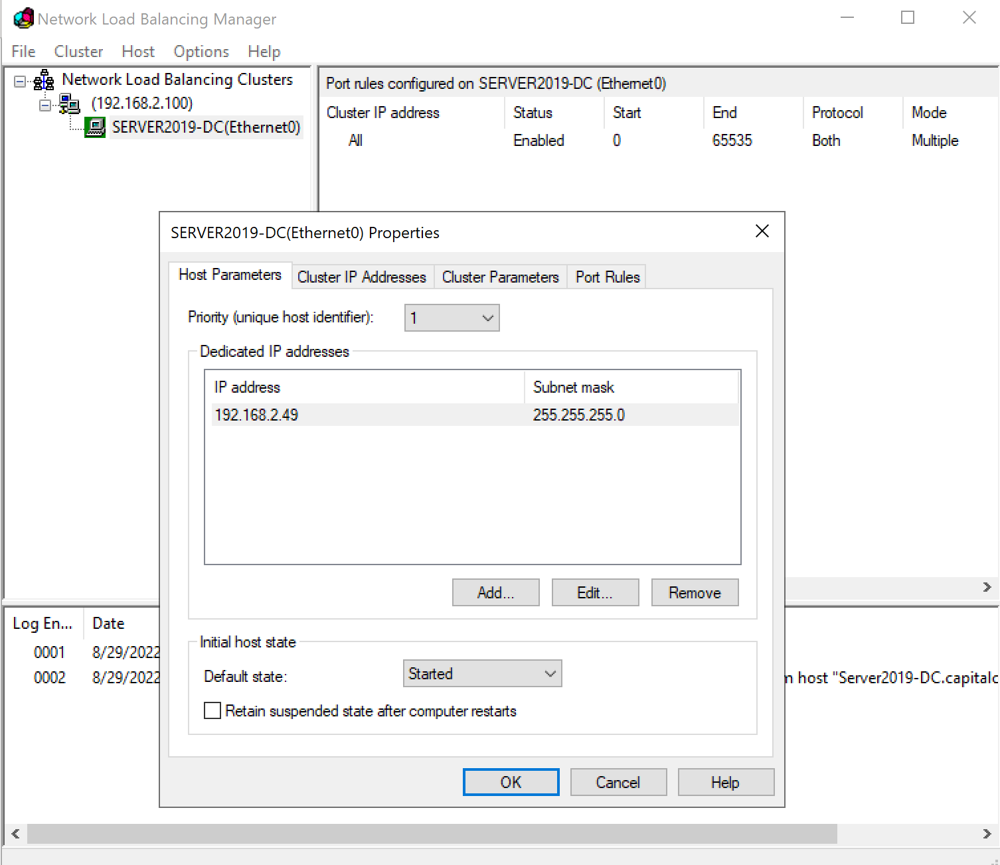 Network Load Balancing Manager
File Cluster Host Options Help
Network Load Balancing Clusters
(192.168.2.100)
SERVER2019-DC(Ethernet0)
Port rules configured on SERVER2019-DC (Ethernet0)
Cluster IP address Status Start End Protocol Mode
All Enabled 0 65535 Both Multiple
SERVER2019-DC(Ethernet0) Properties
Host Parameters Cluster IP Addresses Cluster Parameters Port Rules
Priority (unique host identifier): 1
Dedicated IP addresses
IP address Subnet mask
192.168.2.49 255.255.255.0
Add... Edit... Remove
Initial host state
Default state: Started
Retain suspended state after computer restarts
OK Cancel Help
Log En... Date
0001 8/29/2022
0002 8/29/2022 host "Server2019-DC.capitalc